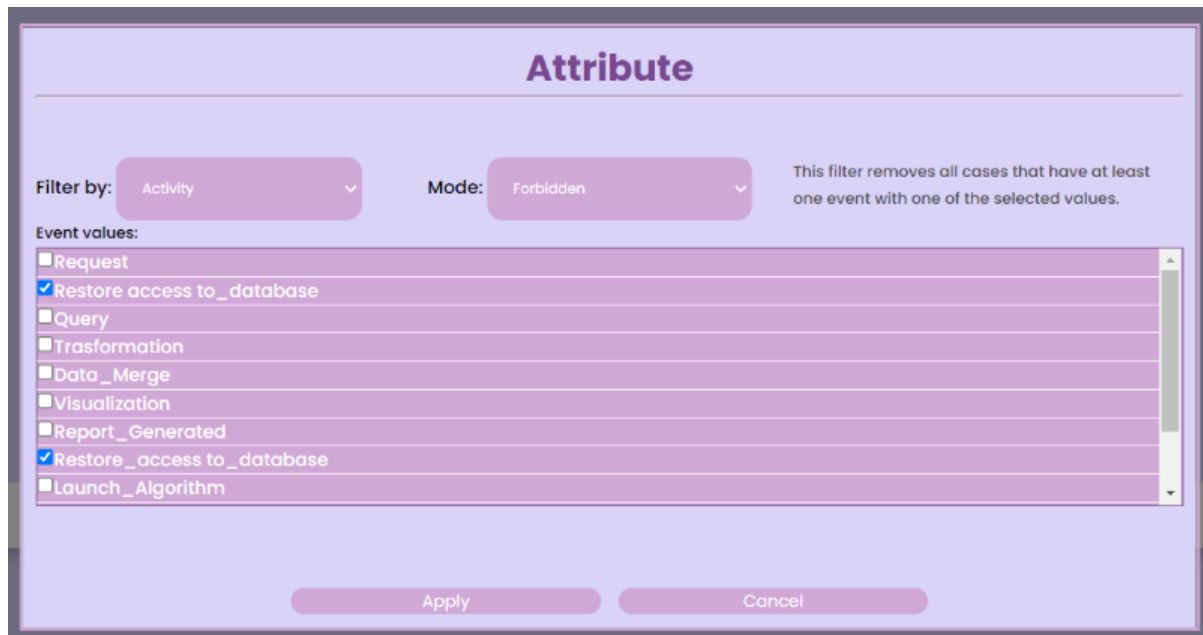 Attribute
Filter by: Activity Mode: Forbidden
This filter removes all cases that have at least
one event with one of the selected values.
Event values:
Request
Restore access to_database
Query
Trasformation
Data_Merge
Visualization
Report_Generated
Restore_access to_database
Launch_Algorithm
Apply Cancel